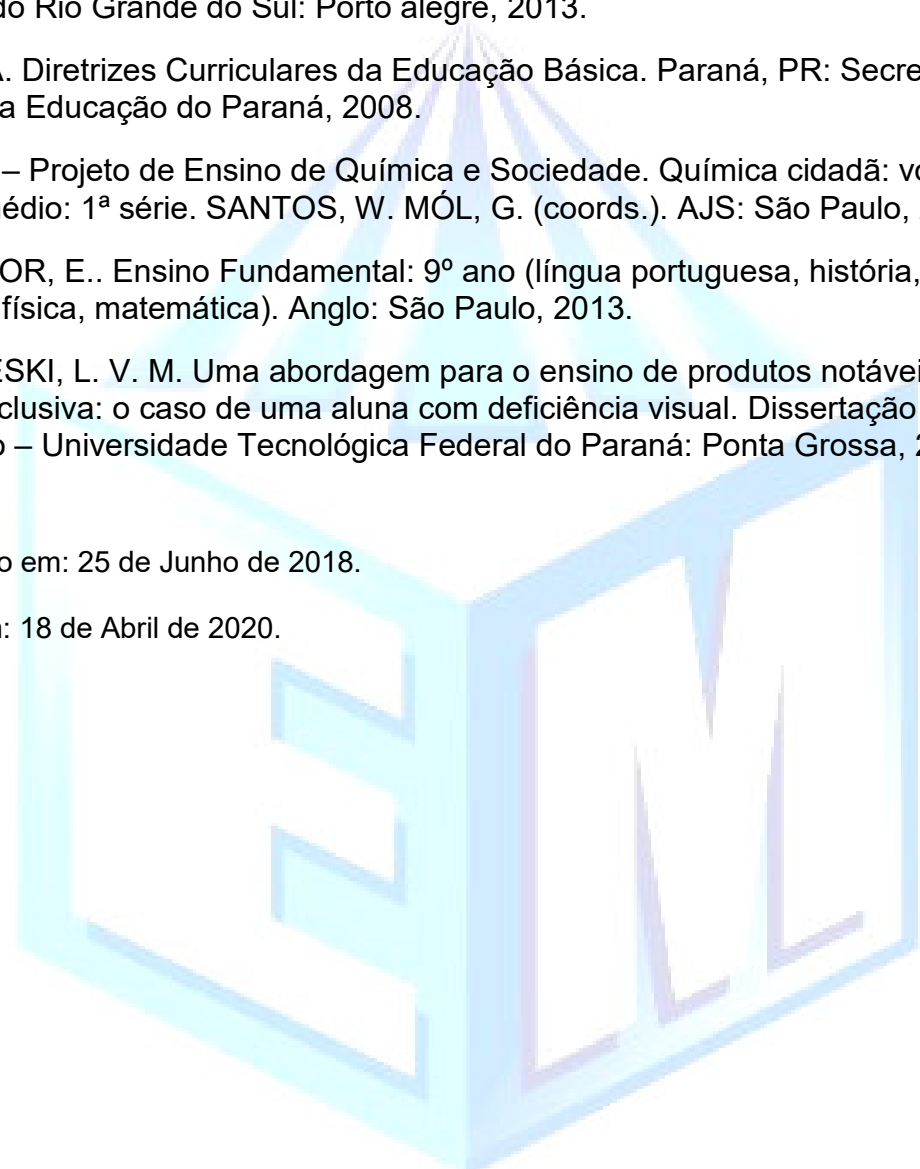 do Rio Grande do Sul: Porto alegre, 2013.
A. Diretrizes Curriculares da Educação Básica. Paraná, PR: Secre
a Educação do Paraná, 2008.
– Projeto de Ensino de Química e Sociedade. Química cidadã: vo
édio: 1ª série. SANTOS, W. MÓL, G. (coords.). AJS: São Paulo,
OR, E.. Ensino Fundamental: 9º ano (língua portuguesa, história,
física, matemática). Anglo: São Paulo, 2013.
ESKI, L. V. M. Uma abordagem para o ensino de produtos notávei
clusiva: o caso de uma aluna com deficiência visual. Dissertação
o – Universidade Tecnológica Federal do Paraná: Ponta Grossa, 2
o em: 25 de Junho de 2018.
: 18 de Abril de 2020.
EM